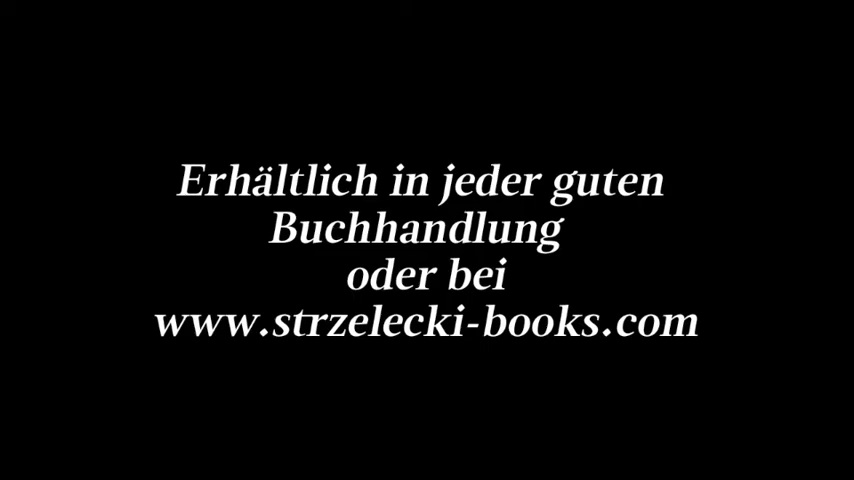 Erhältlich in jeder guten
Buchhandlung
oder bei
www.strzelecki-books.com